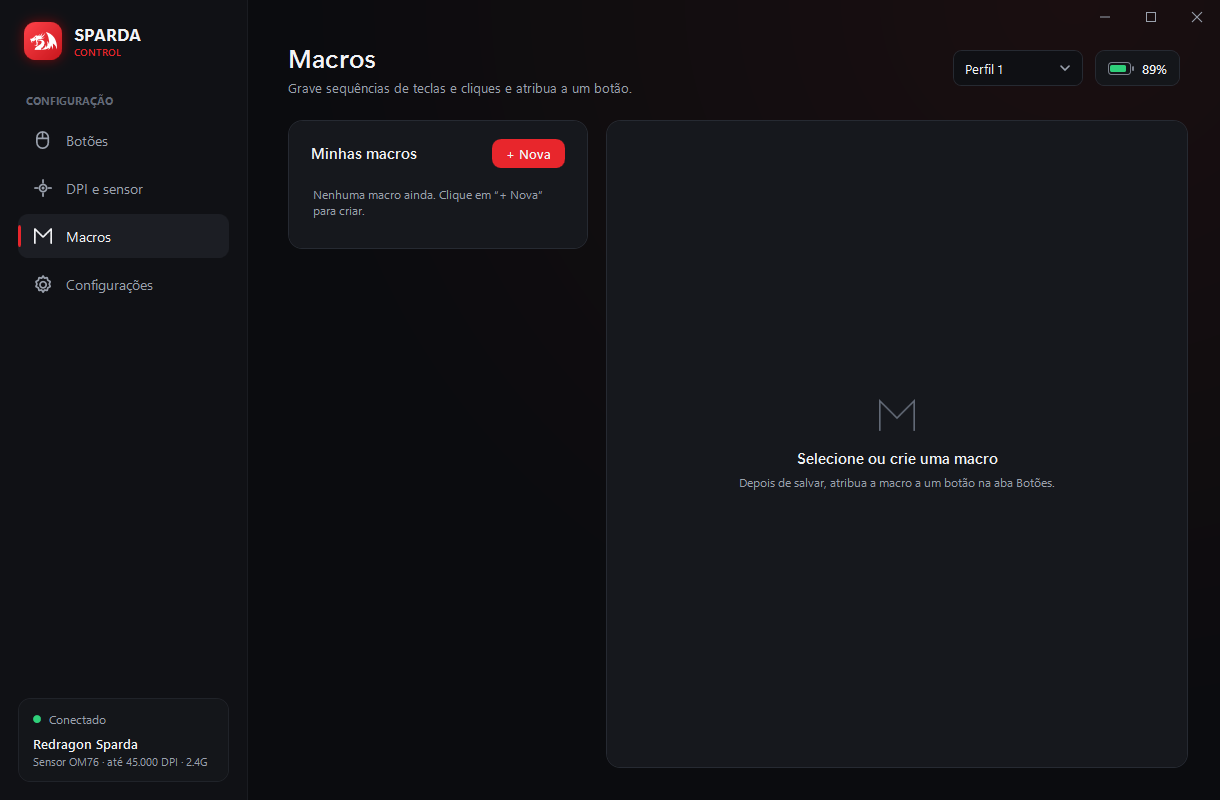 SPARDA
CONTROL
CONFIGURAÇÃO
Botões
DPI e sensor
Macros
Configurações
Conectado
Redragon Sparda
Sensor OM76 · até 45.000 DPI · 2.4G
Macros
Grave sequências de teclas e cliques e atribua a um botão.
Perfil 1
89%
Minhas macros
+ Nova
Nenhuma macro ainda. Clique em “+ Nova”
para criar.
Selecione ou crie uma macro
Depois de salvar, atribua a macro a um botão na aba Botões.